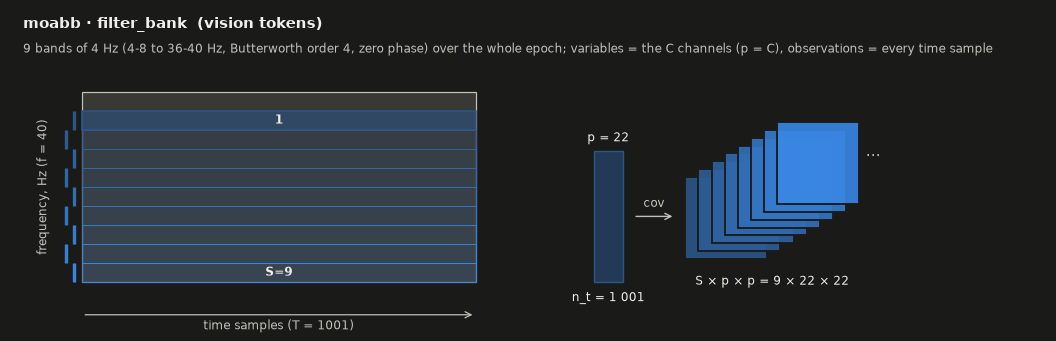 moabb · filter_bank (vision tokens)
9 bands of 4 Hz (4-8 to 36-40 Hz, Butterworth order 4, zero phase) over the whole epoch; variables = the C channels (p = C), observations = every time sample
frequency, Hz (f = 40)
1
S=9
time samples (T = 1001)
p = 22
n_t = 1 001
cov
...
S × p × p = 9 × 22 × 22